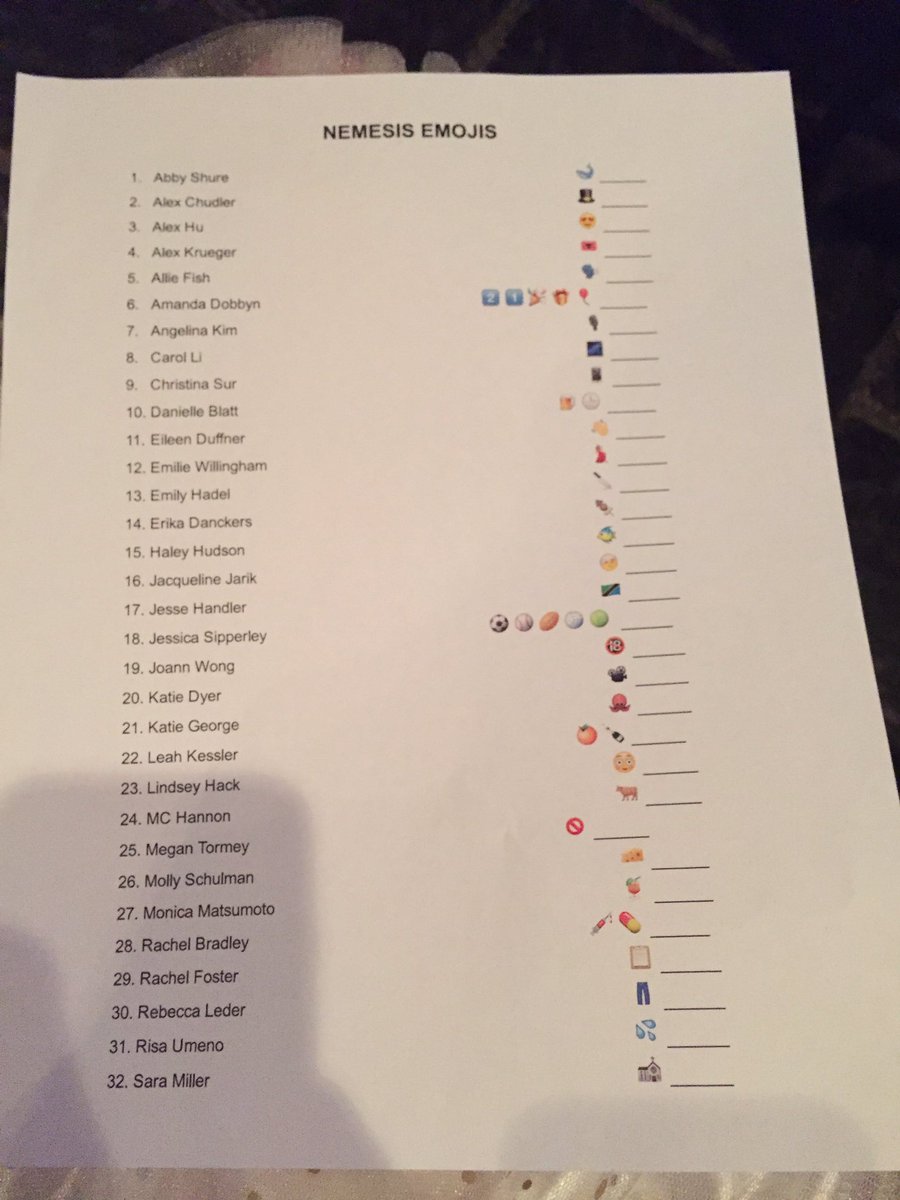 NEMESIS EMOJIS
1. Abby Shure
2. Alex Chudler
3. Alex Hu
4. Alex Krueger
5. Allie Fish
6. Amanda Dobbyn
7. Angelina Kim
8. Carol Li
9. Christina Sur
10. Danielle Blatt
11. Eileen Duffner
12. Emilie Willingham
13. Emily Hadel
14. Erika Danckers
15. Haley Hudson
16. Jacqueline Jarik
17. Jesse Handler
18. Jessica Sipperley
19. Joann Wong
20. Katie Dyer
21. Katie George
22. Leah Kessler
23. Lindsey Hack
24. MC Hannon
25. Megan Tormey
26. Molly Schulman
27. Monica Matsumoto
28. Rachel Bradley
29. Rachel Foster
30. Rebecca Leder
31. Risa Umeno
32. Sara Miller
2 1
18